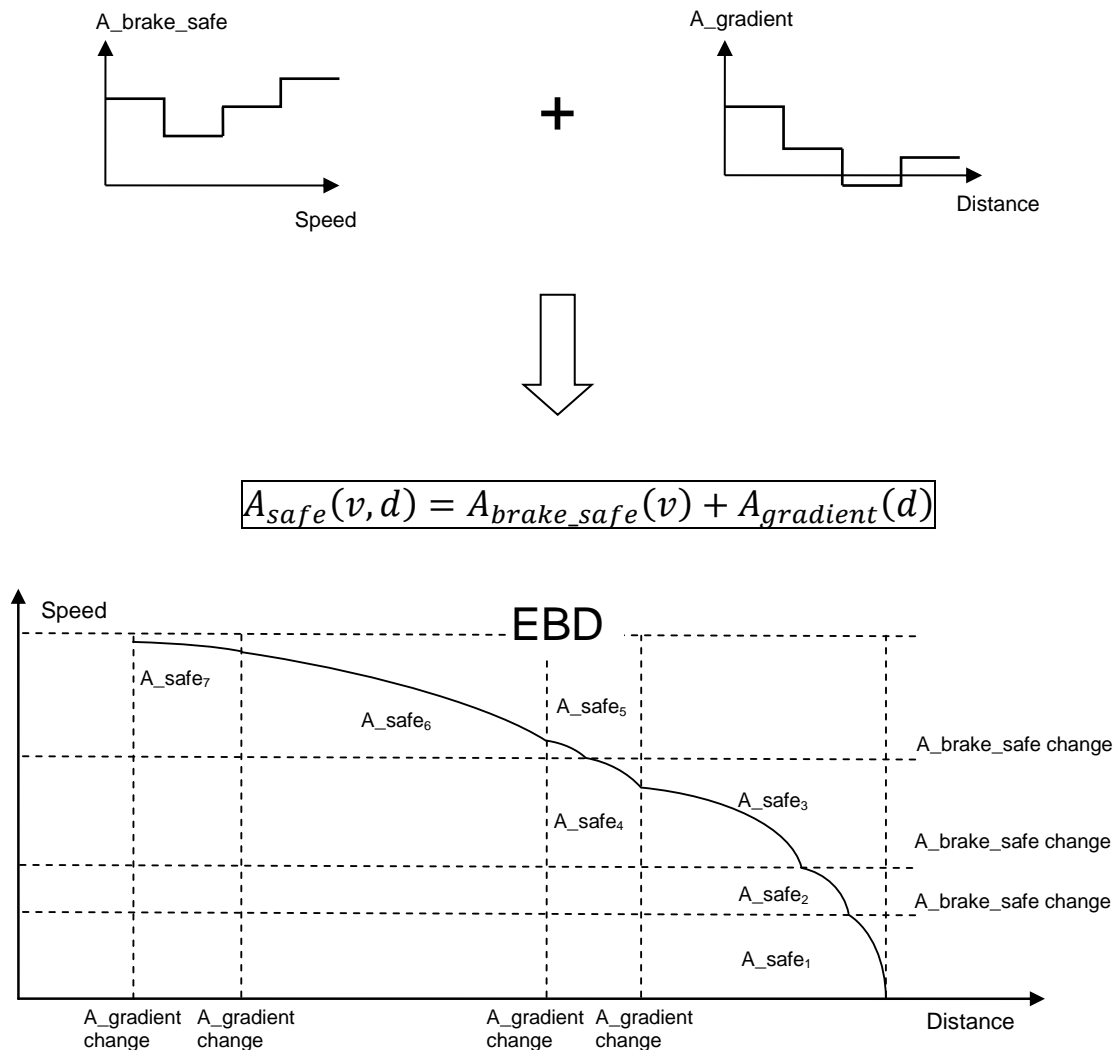 A_brake_safe
Speed
+
A_gradient
Distance
A_safe(v, d) = A_brake_safe(v) + A_gradient(d)
Speed
EBD
A_safe7
A_safe6
A_safe5
A_brake_safe change
A_safe4
A_safe3
A_brake_safe change
A_safe2
A_brake_safe change
A_safe1
A_gradient
change
A_gradient
change
A_gradient
change
A_gradient
change
Distance